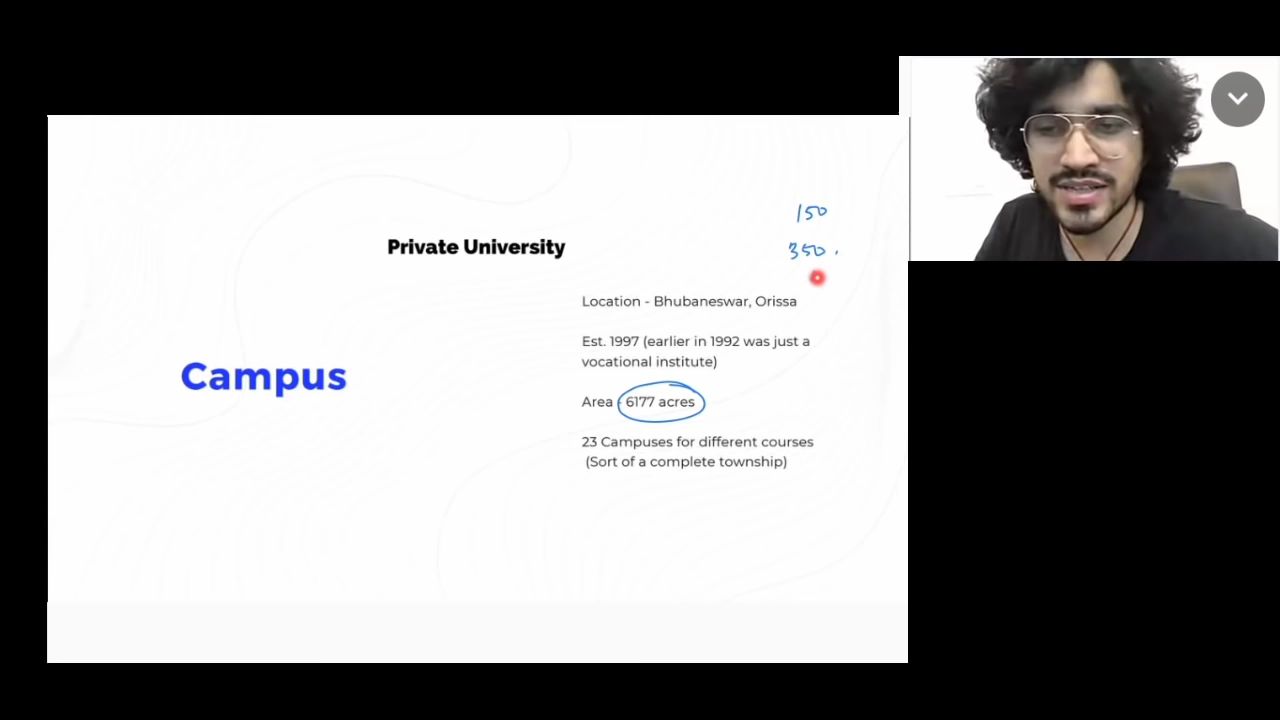 150
350.
Private University
Location - Bhubaneswar, Orissa
Est. 1997 (earlier in 1992 was just a
vocational institute)
Campus
Area - 6177 acres
23 Campuses for different courses
(Sort of a complete township)